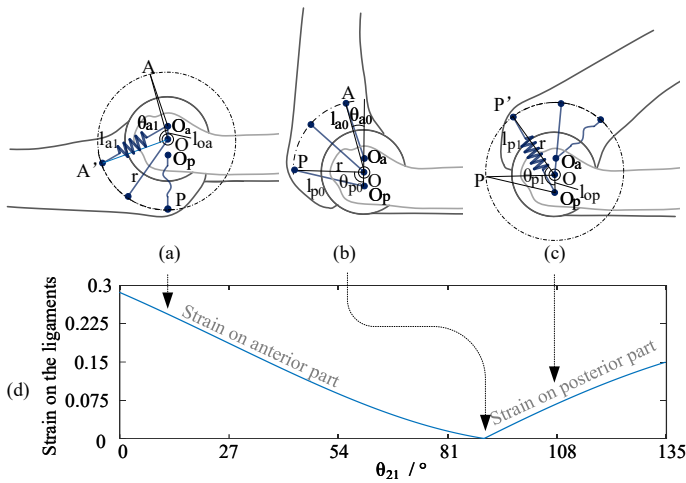 A
θa1
la1
Oa
O
loa
Op
A'
r
P
(a)
A
θa0
la0
Oa
O
P
r
θp0
Op
lp0
(b)
P'
lp1
r
Oa
θp1
O
P
lop
Op
(c)
(d)
Strain on the ligaments
0.3
0.225
0.15
0.075
0
Strain on anterior part
Strain on posterior part
0 27 54 81 108 135
θ21 / °